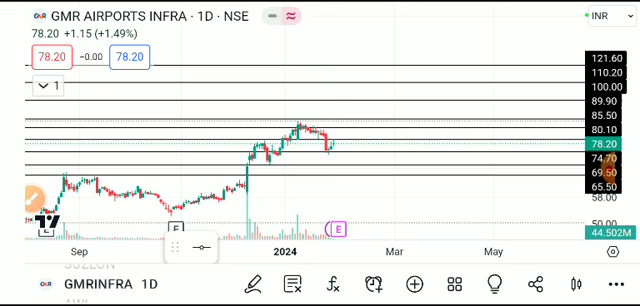 GMR GMR AIRPORTS INFRA · 1D · NSE
INR
78.20 +1.15 (+1.49%)
78.20 −0.00 78.20
1
121.60
110.20
100.00
89.90
85.50
80.10
78.20
74.70
69.50
65.50
58.00
50.00
44.502M
E E E
Sep 2024 Mar May
SUZLON
GMR GMRINFRA 1D